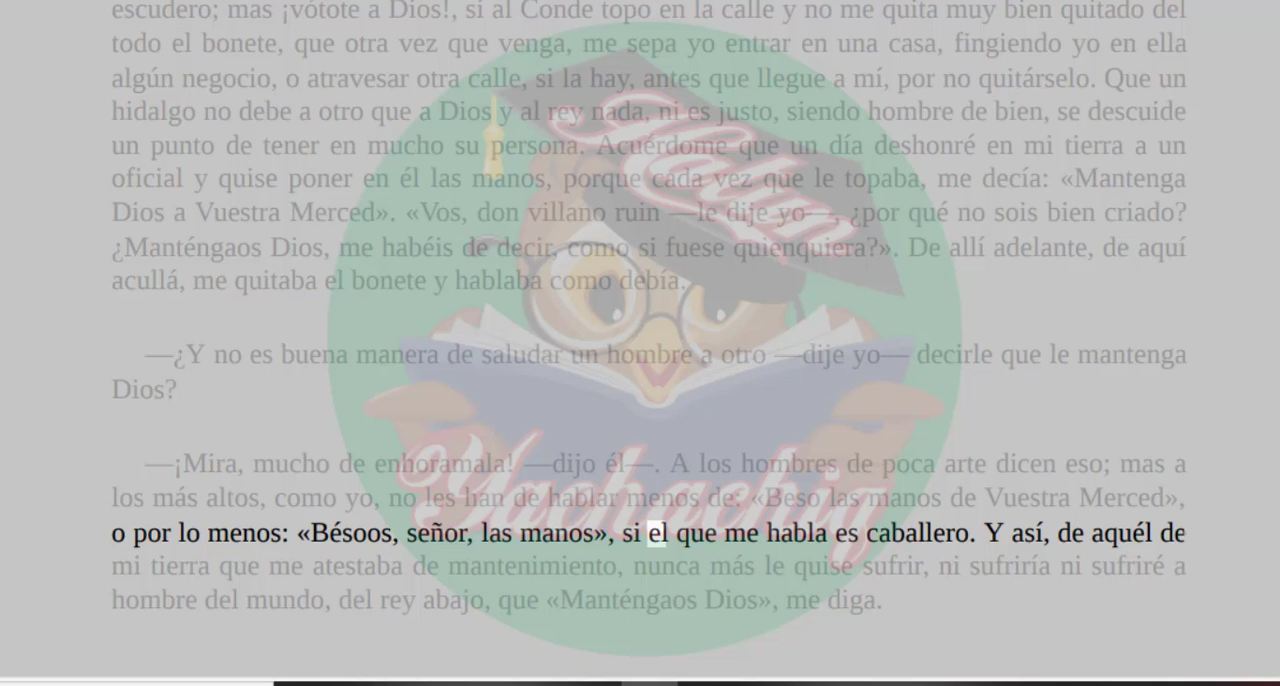 escudero; mas ¡vótote a Dios!, si al Conde topo en la calle y no me quita muy bien quitado del
todo el bonete, que otra vez que venga, me sepa yo entrar en una casa, fingiendo yo en ella
algún negocio, o atravesar otra calle, si la hay, antes que llegue a mí, por no quitárselo. Que un
hidalgo no debe a otro que a Dios y al rey nada, ni es justo, siendo hombre de bien, se descuide
un punto de tener en mucho su persona. Acuérdome que un día deshonré en mi tierra a un
oficial y quise poner en él las manos, porque cada vez que le topaba, me decía: «Mantenga
Dios a Vuestra Merced». «Vos, don villano ruin —le dije yo—, ¿por qué no sois bien criado?
¿Manténgaos Dios, me habéis de decir, como si fuese quienquiera?». De allí adelante, de aquí
acullá, me quitaba el bonete y hablaba como debía.
—¿Y no es buena manera de saludar un hombre a otro —dije yo— decirle que le mantenga
Dios?
—¡Mira, mucho de enhoramala! —dijo él—. A los hombres de poca arte dicen eso; mas a
los más altos, como yo, no les han de hablar menos de: «Beso las manos de Vuestra Merced»,
o por lo menos: «Bésoos, señor, las manos», si el que me habla es caballero. Y así, de aquél de
mi tierra que me atestaba de mantenimiento, nunca más le quise sufrir, ni sufriría ni sufriré a
hombre del mundo, del rey abajo, que «Manténgaos Dios», me diga.
Yachachiq